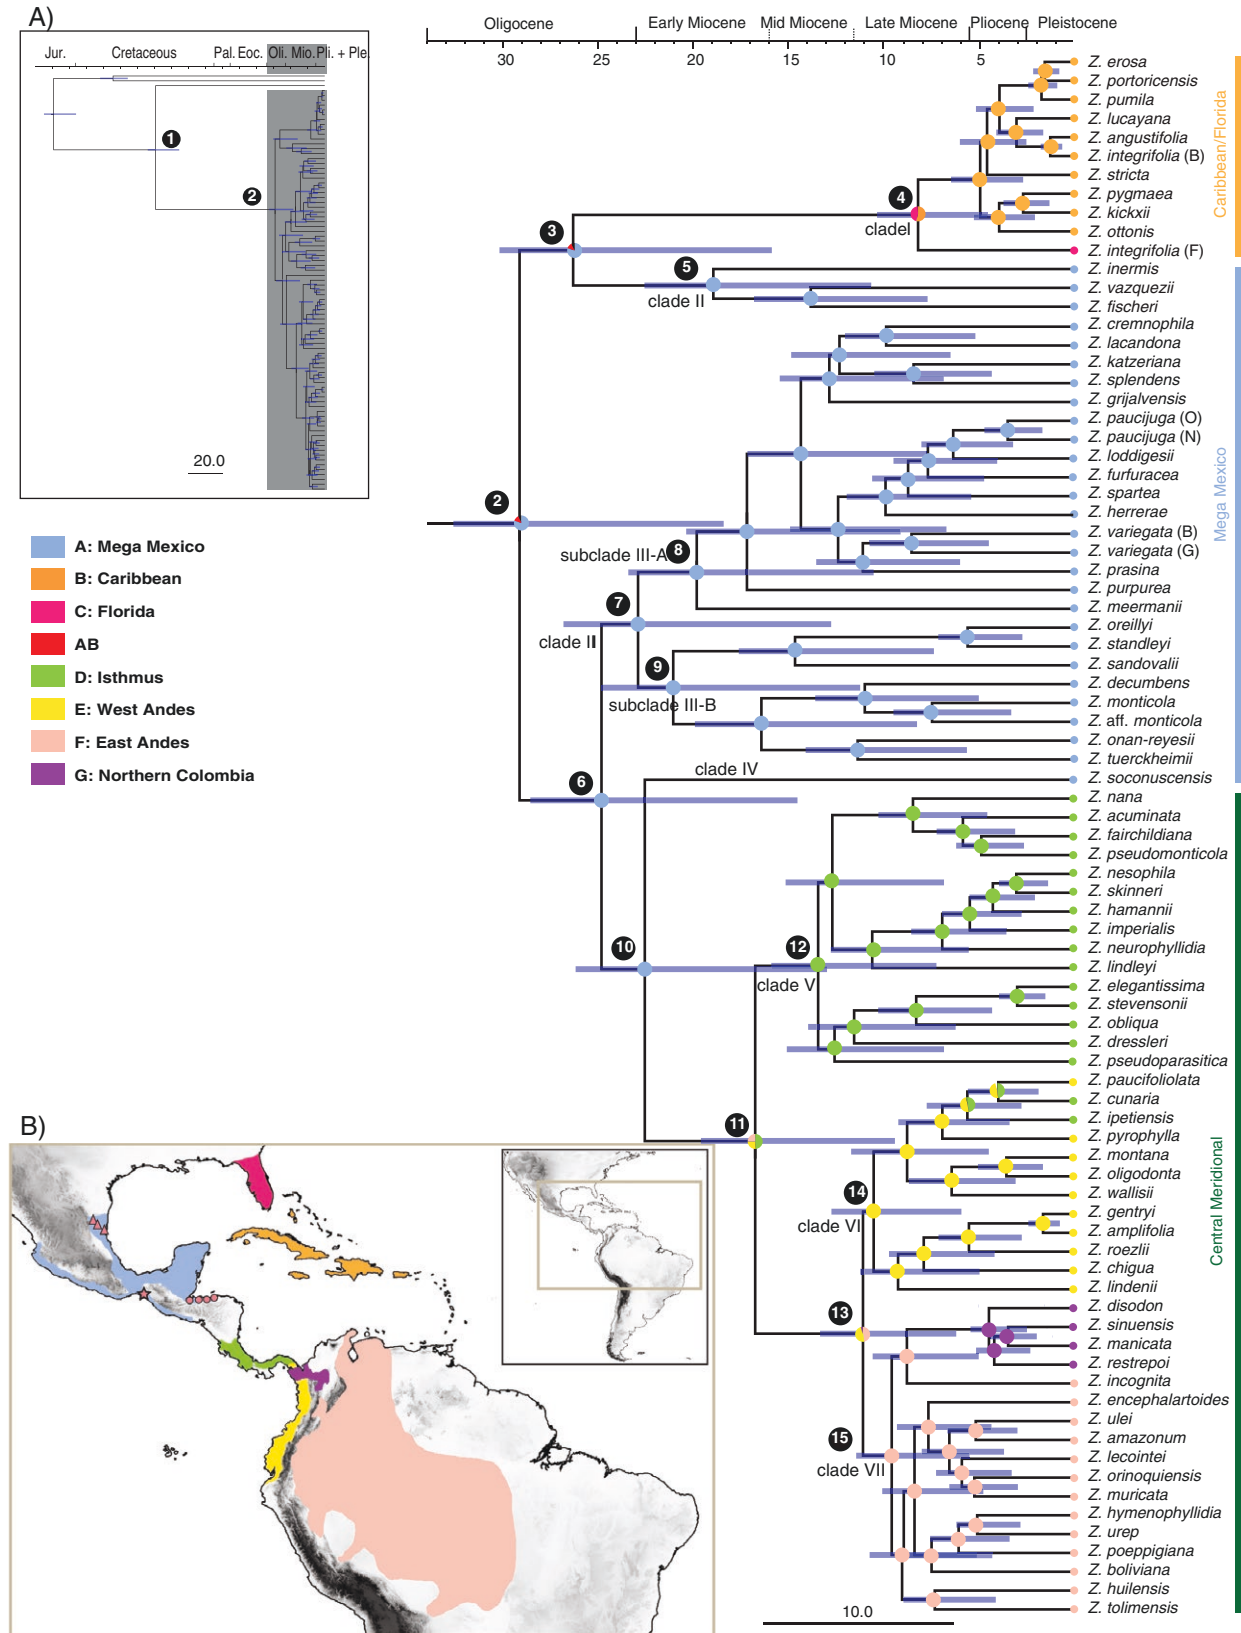 A)
Jur. Cretaceous Pal. Eoc. Oli. Mio. Pli. + Ple.
1
2
20.0
Oligocene Early Miocene Mid Miocene Late Miocene Pliocene Pleistocene
30 25 20 15 10 5
Z. erosa
Z. portoricensis
Z. pumila
Z. lucayana
Z. angustifolia
Z. integrifolia (B)
Z. stricta
Z. pygmaea
Z. kickxii
Z. ottonis
Z. integrifolia (F)
Z. inermis
Z. vazquezii
Z. fischeri
Z. cremnophila
Z. lacandona
Z. katzeriana
Z. splendens
Z. grijalvensis
Z. paucijuga (O)
Z. paucijuga (N)
Z. loddigesii
Z. furfuracea
Z. spartea
Z. herrerae
Z. variegata (B)
Z. variegata (G)
Z. prasina
Z. purpurea
Z. meermanii
Z. oreillyi
Z. standleyi
Z. sandovalii
Z. decumbens
Z. monticola
Z. aff. monticola
Z. onan-reyesii
Z. tuerckheimii
Z. soconuscensis
Z. nana
Z. acuminata
Z. fairchildiana
Z. pseudomonticola
Z. nesophila
Z. skinneri
Z. hamannii
Z. imperialis
Z. neurophyllidia
Z. lindleyi
Z. elegantissima
Z. stevensonii
Z. obliqua
Z. dressleri
Z. pseudoparasitica
Z. paucifoliolata
Z. cunaria
Z. ipetiensis
Z. pyrophylla
Z. montana
Z. oligodonta
Z. wallisii
Z. gentryi
Z. amplifolia
Z. roezlii
Z. chigua
Z. lindenii
Z. disodon
Z. sinuensis
Z. manicata
Z. restrepoi
Z. incognita
Z. encephalartoides
Z. ulei
Z. amazonum
Z. lecointei
Z. orinoquiensis
Z. muricata
Z. hymenophyllidia
Z. urep
Z. poeppigiana
Z. boliviana
Z. huilensis
Z. tolimensis
Caribbean/Florida
Mega Mexico
Central Meridional
4
cladeI
3
5
clade II
2
subclade III-A
8
7
clade II
9
subclade III-B
6
clade IV
10
12
clade V
11
14
clade VI
13
15
clade VII
10.0
A: Mega Mexico
B: Caribbean
C: Florida
AB
D: Isthmus
E: West Andes
F: East Andes
G: Northern Colombia
B)